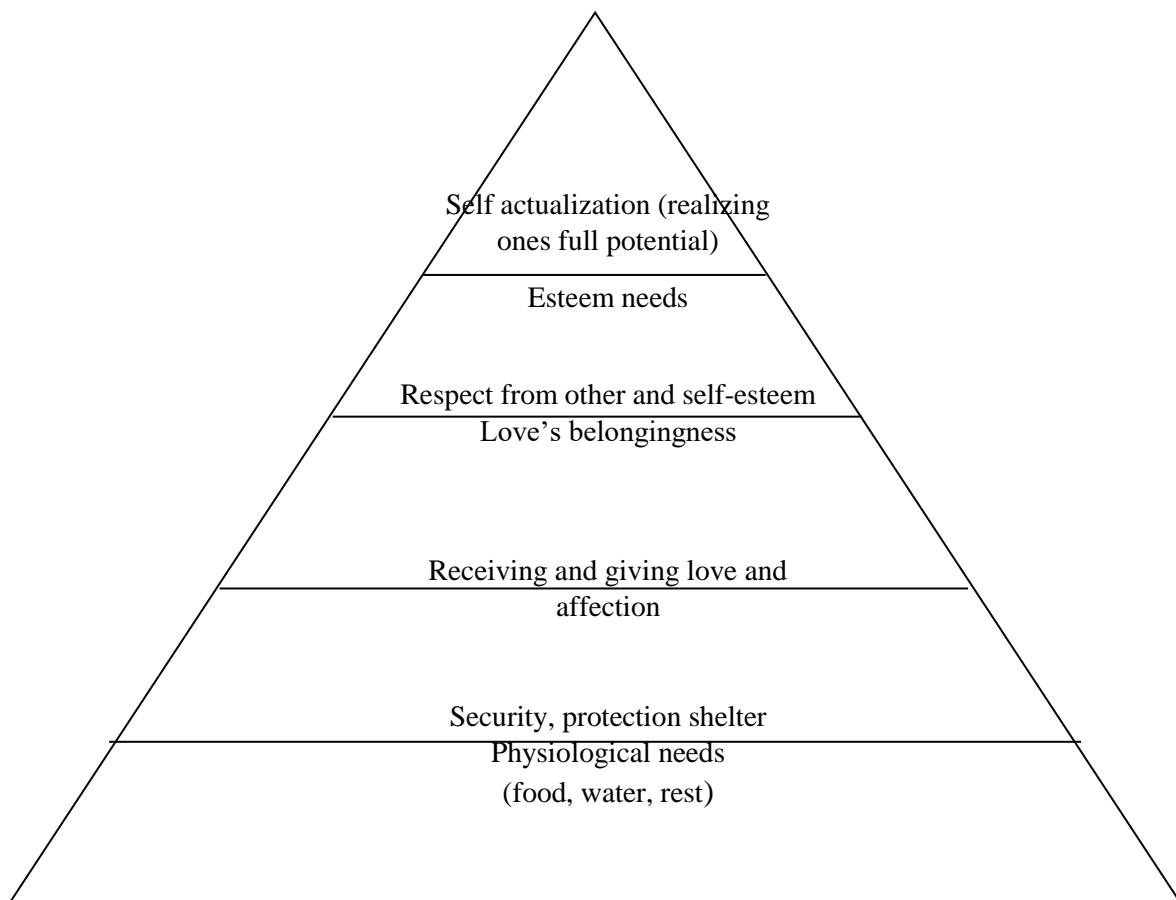 Self actualization (realizing
ones full potential)
Esteem needs
Respect from other and self-esteem
Love’s belongingness
Receiving and giving love and
affection
Security, protection shelter
Physiological needs
(food, water, rest)